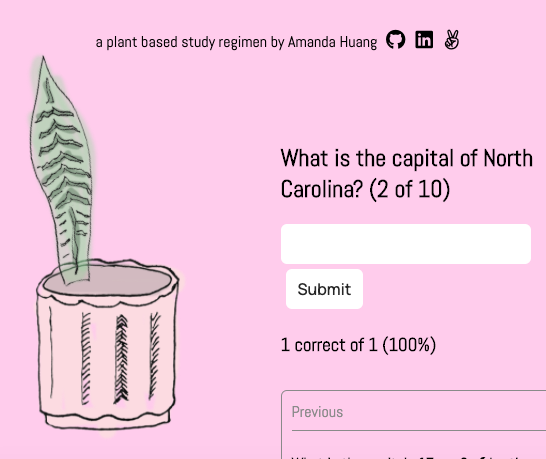 a plant based study regimen by Amanda Huang
What is the capital of North
Carolina? (2 of 10)
Submit
1 correct of 1 (100%)
Previous